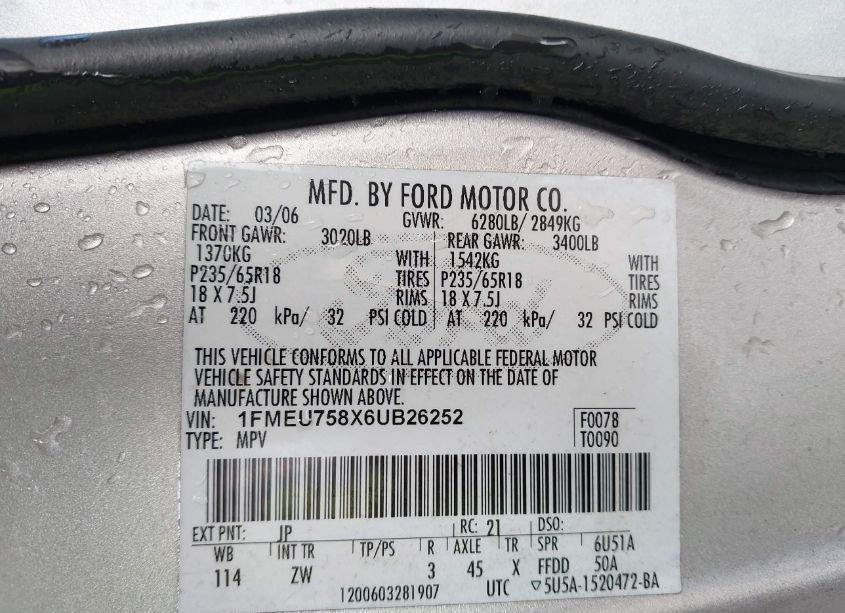 MFD. BY FORD MOTOR CO.
DATE: 03/06 GVWR: 6280LB/ 2849KG
FRONT GAWR: 3020LB REAR GAWR: 3400LB
1370KG WITH 1542KG WITH
P235/65R18 TIRES P235/65R18 TIRES
18 X 7.5J RIMS 18 X 7.5J RIMS
AT 220 kPa/ 32 PSI COLD AT 220 kPa/ 32 PSI COLD
THIS VEHICLE CONFORMS TO ALL APPLICABLE FEDERAL MOTOR
VEHICLE SAFETY STANDARDS IN EFFECT ON THE DATE OF
MANUFACTURE SHOWN ABOVE.
VIN: 1FMEU758X6UB26252 F0078
TYPE: MPV T0090
EXT PNT: JP RC: 21 DSO:
WB INT TR TP/PS R AXLE TR SPR 6U51A
114 ZW 3 45 X FFDD 50A
1200603281907 UTC ▽5U5A-1520472-BA